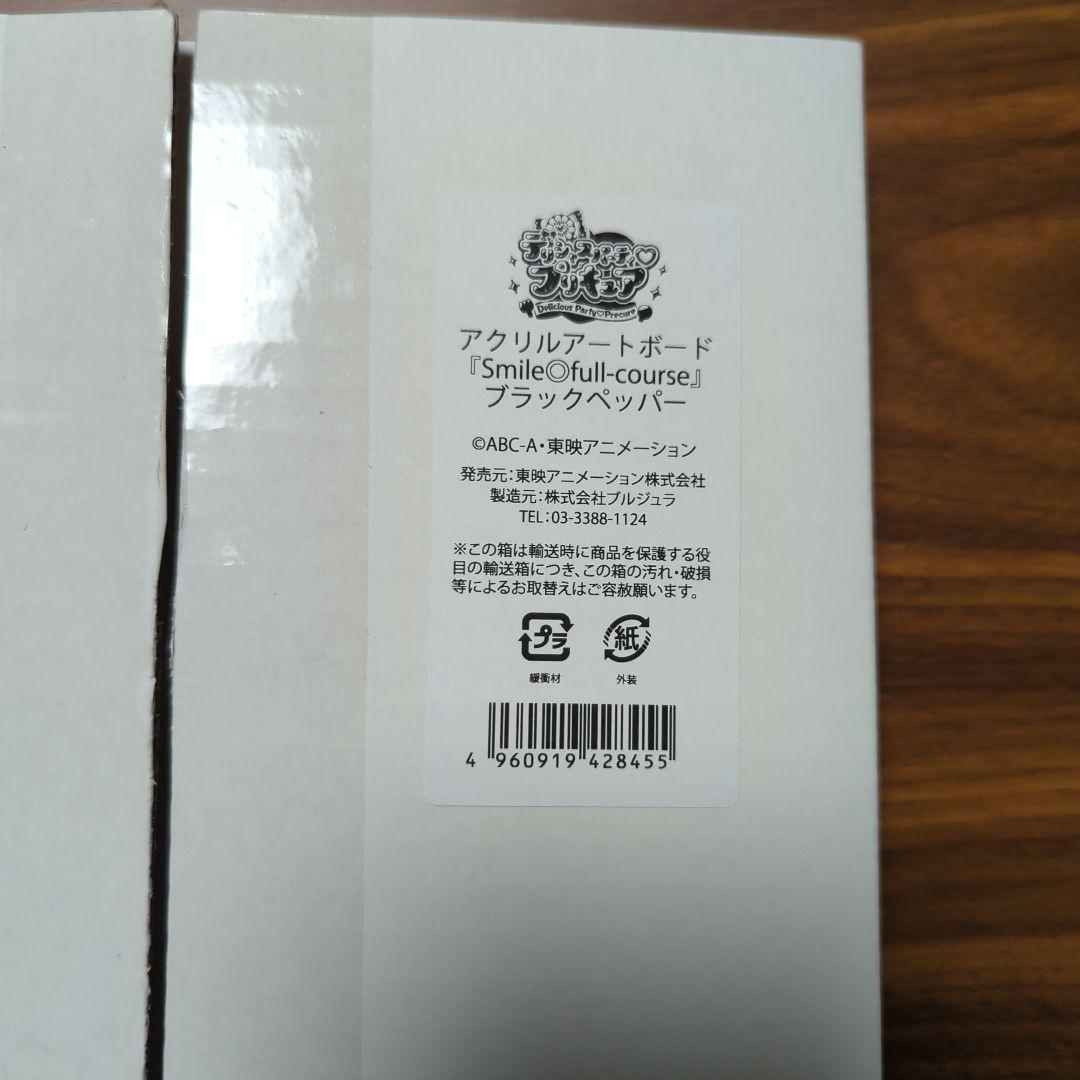 デリシャスパーティ♡
プリキュア
Delicious Party♡Precure
アクリルアートボード
『Smile◎full-course』
ブラックペッパー
©ABC-A・東映アニメーション
発売元:東映アニメーション株式会社
製造元:株式会社ブルジュラ
TEL:03-3388-1124
※この箱は輸送時に商品を保護する役
目の輸送箱につき、この箱の汚れ・破損
等によるお取替えはご容赦願います。
プラ 紙
緩衝材 外装
4 960919 428455